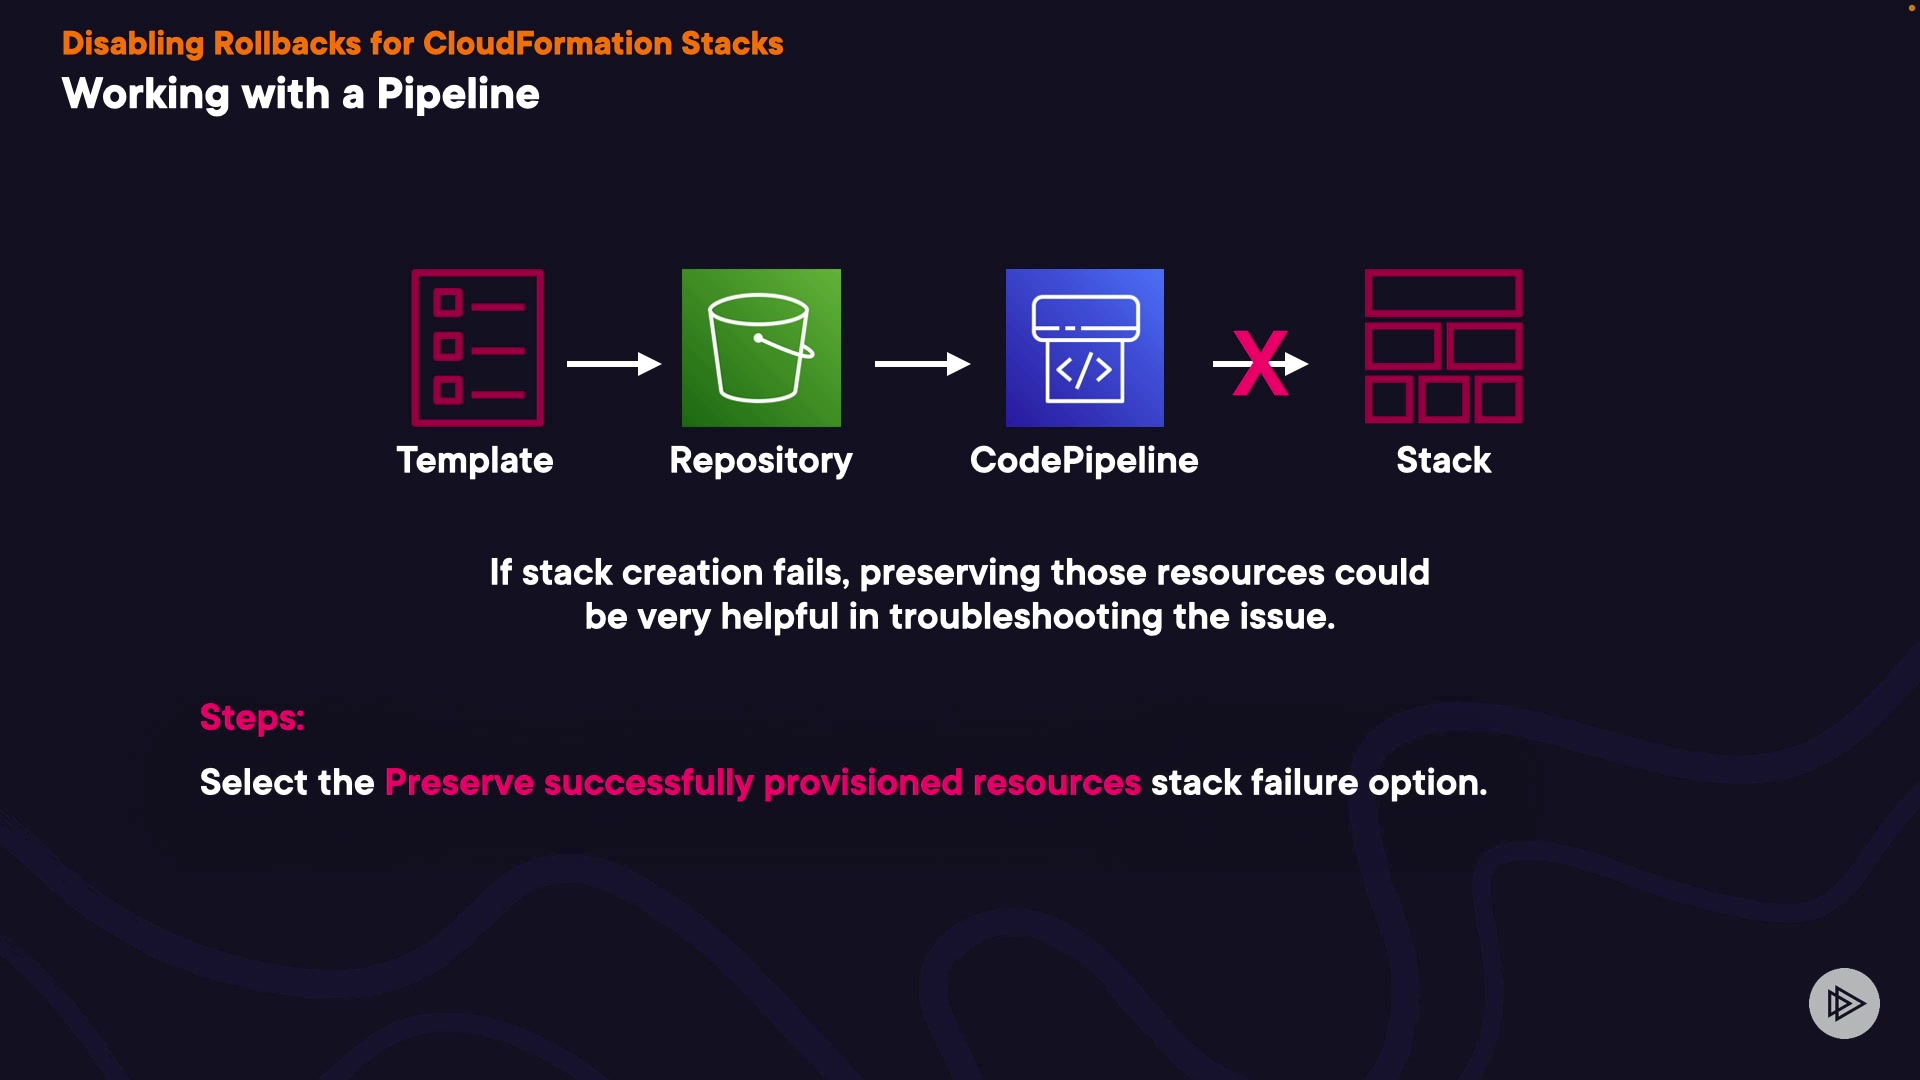 Disabling Rollbacks for CloudFormation Stacks
Working with a Pipeline
Template
Repository
CodePipeline
X
Stack
If stack creation fails, preserving those resources could
be very helpful in troubleshooting the issue.
Steps:
Select the Preserve successfully provisioned resources stack failure option.